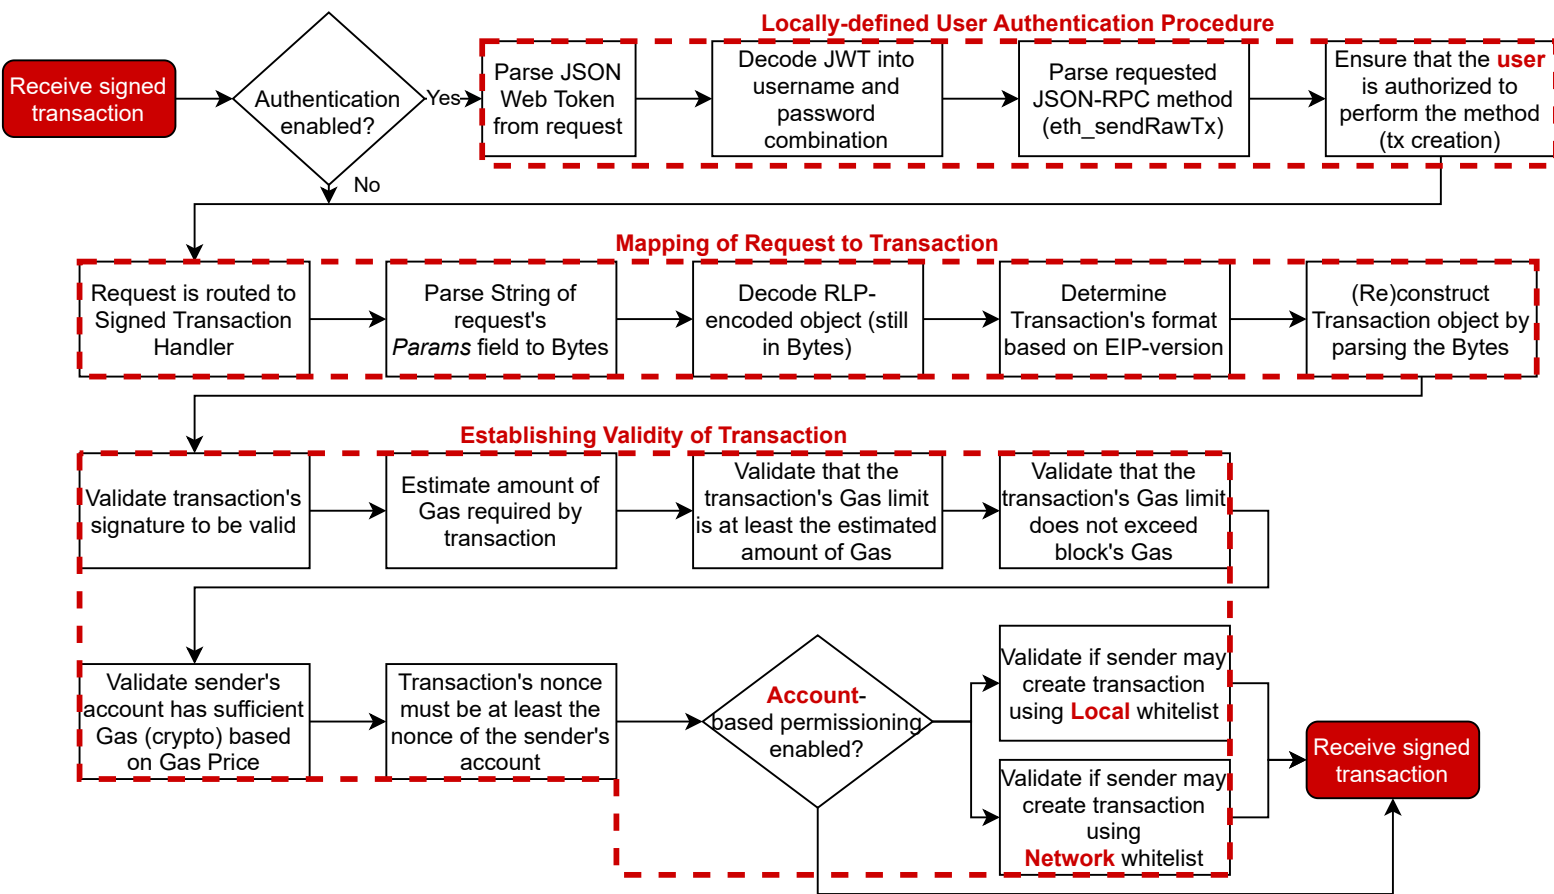 Locally-defined User Authentication Procedure
Receive signed
transaction
Authentication
enabled?
Yes
No
Parse JSON
Web Token
from request
Decode JWT into
username and
password
combination
Parse requested
JSON-RPC method
(eth_sendRawTx)
Ensure that the user
is authorized to
perform the method
(tx creation)
Mapping of Request to Transaction
Request is routed to
Signed Transaction
Handler
Parse String of
request's
Params field to Bytes
Decode RLP-
encoded object (still
in Bytes)
Determine
Transaction's format
based on EIP-version
(Re)construct
Transaction object by
parsing the Bytes
Establishing Validity of Transaction
Validate transaction's
signature to be valid
Estimate amount of
Gas required by
transaction
Validate that the
transaction's Gas limit
is at least the estimated
amount of Gas
Validate that the
transaction's Gas limit
does not exceed
block's Gas
Validate sender's
account has sufficient
Gas (crypto) based
on Gas Price
Transaction's nonce
must be at least the
nonce of the sender's
account
Account-
based permissioning
enabled?
Validate if sender may
create transaction
using Local whitelist
Validate if sender may
create transaction
using
Network whitelist
Receive signed
transaction